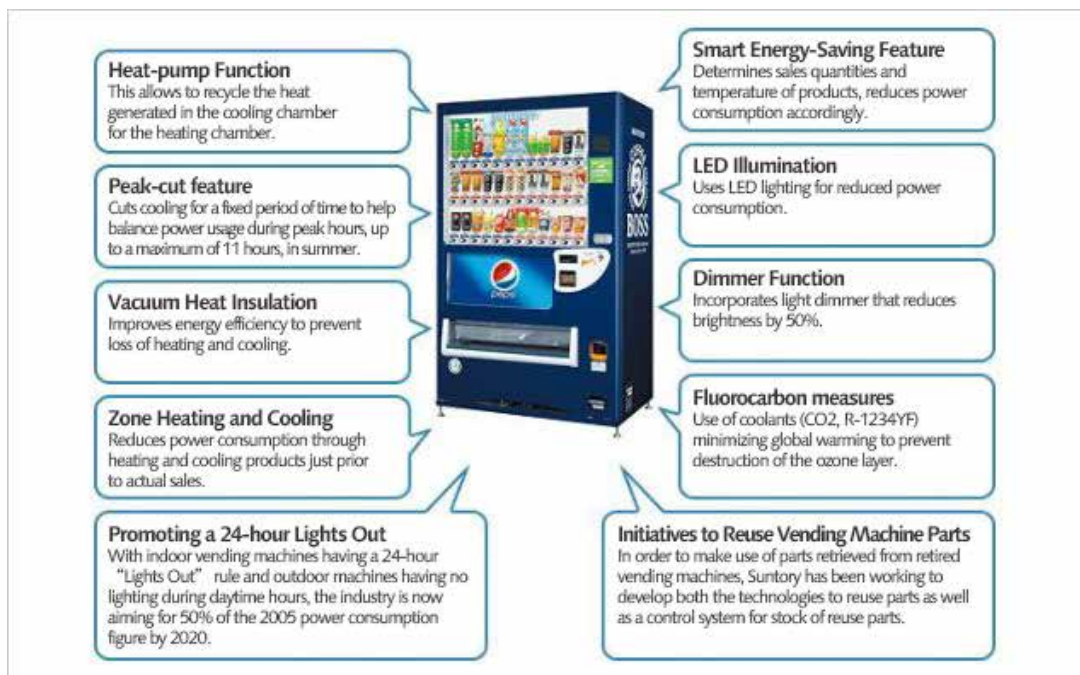 Heat-pump Function
This allows to recycle the heat
generated in the cooling chamber
for the heating chamber.
Peak-cut feature
Cuts cooling for a fixed period of time to help
balance power usage during peak hours, up
to a maximum of 11 hours, in summer.
Vacuum Heat Insulation
Improves energy efficiency to prevent
loss of heating and cooling.
Zone Heating and Cooling
Reduces power consumption through
heating and cooling products just prior
to actual sales.
Promoting a 24-hour Lights Out
With indoor vending machines having a 24-hour
“Lights Out” rule and outdoor machines having no
lighting during daytime hours, the industry is now
aiming for 50% of the 2005 power consumption
figure by 2020.
Smart Energy-Saving Feature
Determines sales quantities and
temperature of products, reduces power
consumption accordingly.
LED Illumination
Uses LED lighting for reduced power
consumption.
Dimmer Function
Incorporates light dimmer that reduces
brightness by 50%.
Fluorocarbon measures
Use of coolants (CO2, R-1234YF)
minimizing global warming to prevent
destruction of the ozone layer.
Initiatives to Reuse Vending Machine Parts
In order to make use of parts retrieved from retired
vending machines, Suntory has been working to
develop both the technologies to reuse parts as well
as a control system for stock of reuse parts.
BOSS
pepsi